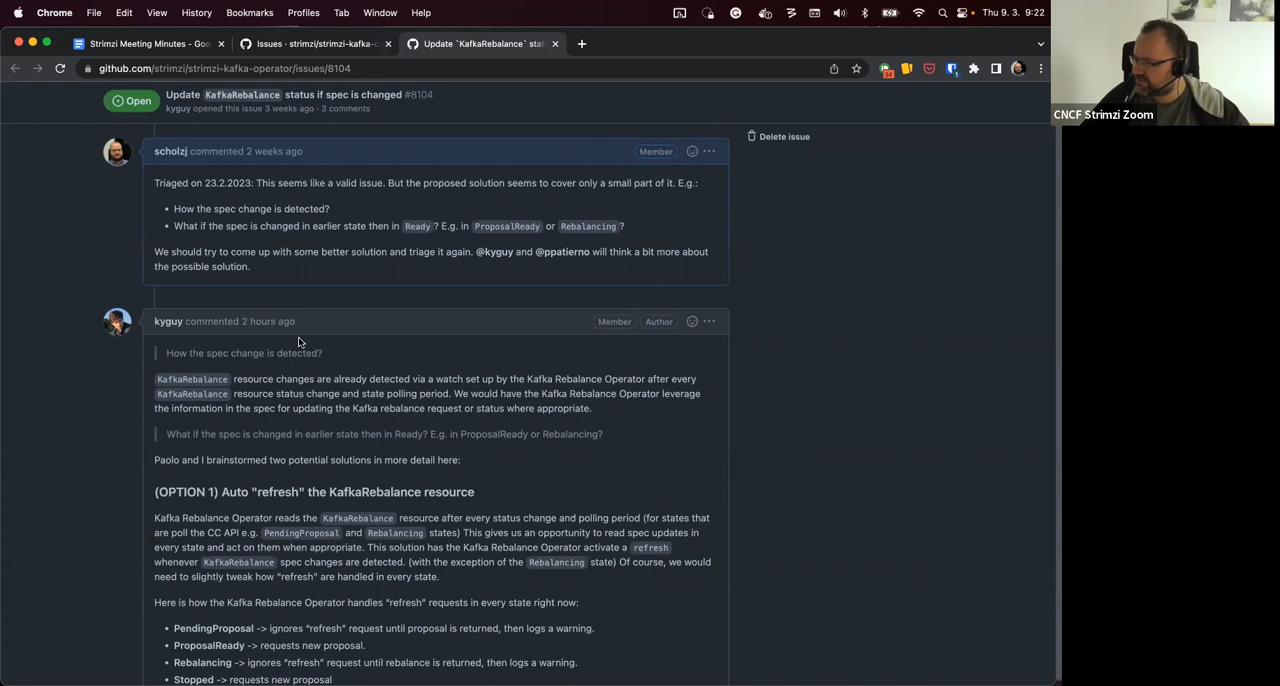 Chrome File Edit View History Bookmarks Profiles Tab Window Help Thu 9. 3. 9:22
Strimzi Meeting Minutes - Goo Issues · strimzi/strimzi-kafka-o Update `KafkaRebalance` stat
github.com/strimzi/strimzi-kafka-operator/issues/8104
34
1
CNCF Strimzi Zoom
Open
Update KafkaRebalance status if spec is changed #8104
kyguy opened this issue 3 weeks ago · 3 comments
Delete issue
scholzj commented 2 weeks ago Member
Triaged on 23.2.2023: This seems like a valid issue. But the proposed solution seems to cover only a small part of it. E.g.:
• How the spec change is detected?
• What if the spec is changed in earlier state then in Ready? E.g. in ProposalReady or Rebalancing?
We should try to come up with some better solution and triage it again. @kyguy and @ppatierno will think a bit more about
the possible solution.
kyguy commented 2 hours ago Member Author
How the spec change is detected?
KafkaRebalance resource changes are already detected via a watch set up by the Kafka Rebalance Operator after every
KafkaRebalance resource status change and state polling period. We would have the Kafka Rebalance Operator leverage
the information in the spec for updating the Kafka rebalance request or status where appropriate.
What if the spec is changed in earlier state then in Ready? E.g. in ProposalReady or Rebalancing?
Paolo and I brainstormed two potential solutions in more detail here:
(OPTION 1) Auto "refresh" the KafkaRebalance resource
Kafka Rebalance Operator reads the KafkaRebalance resource after every status change and polling period (for states that
are poll the CC API e.g. PendingProposal and Rebalancing states) This gives us an opportunity to read spec updates in
every state and act on them when appropriate. This solution has the Kafka Rebalance Operator activate a refresh
whenever KafkaRebalance spec changes are detected. (with the exception of the Rebalancing state) Of course, we would
need to slightly tweak how "refresh" are handled in every state.
Here is how the Kafka Rebalance Operator handles “refresh” requests in every state right now:
• PendingProposal -> ignores “refresh” request until proposal is returned, then logs a warning.
• ProposalReady -> requests new proposal.
• Rebalancing -> ignores “refresh” request until rebalance is returned, then logs a warning.
• Stopped -> requests new proposal